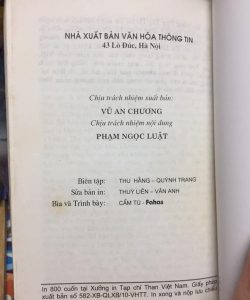 NHÀ XUẤT BẢN VĂN HÓA THÔNG TIN
43 Lò Đúc, Hà Nội
Chịu trách nhiệm xuất bản:
VŨ AN CHƯƠNG
Chịu trách nhiệm nội dung
PHẠM NGỌC LUẬT
Biên tập: THU HẰNG – QUỲNH TRANG
Sửa bản in: THUÝ LIÊN – VÂN ANH
Bìa và Trình bày: CẨM TÚ - Fahasa
In 800 cuốn tại Xưởng in Tạp chí Than Việt Nam. Giấy phép
xuất bản số 582-XB-QLXB/10-VHTT. In xong và nộp lưu chiểu